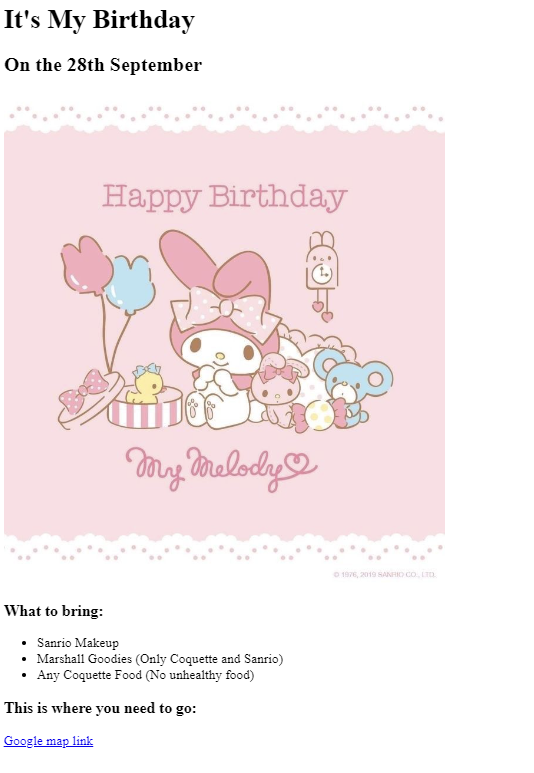 It's My Birthday
On the 28th September
Happy Birthday
My Melody
© 1976, 2019 SANRIO CO., LTD.
What to bring:
Sanrio Makeup
Marshall Goodies (Only Coquette and Sanrio)
Any Coquette Food (No unhealthy food)
This is where you need to go:
Google map link